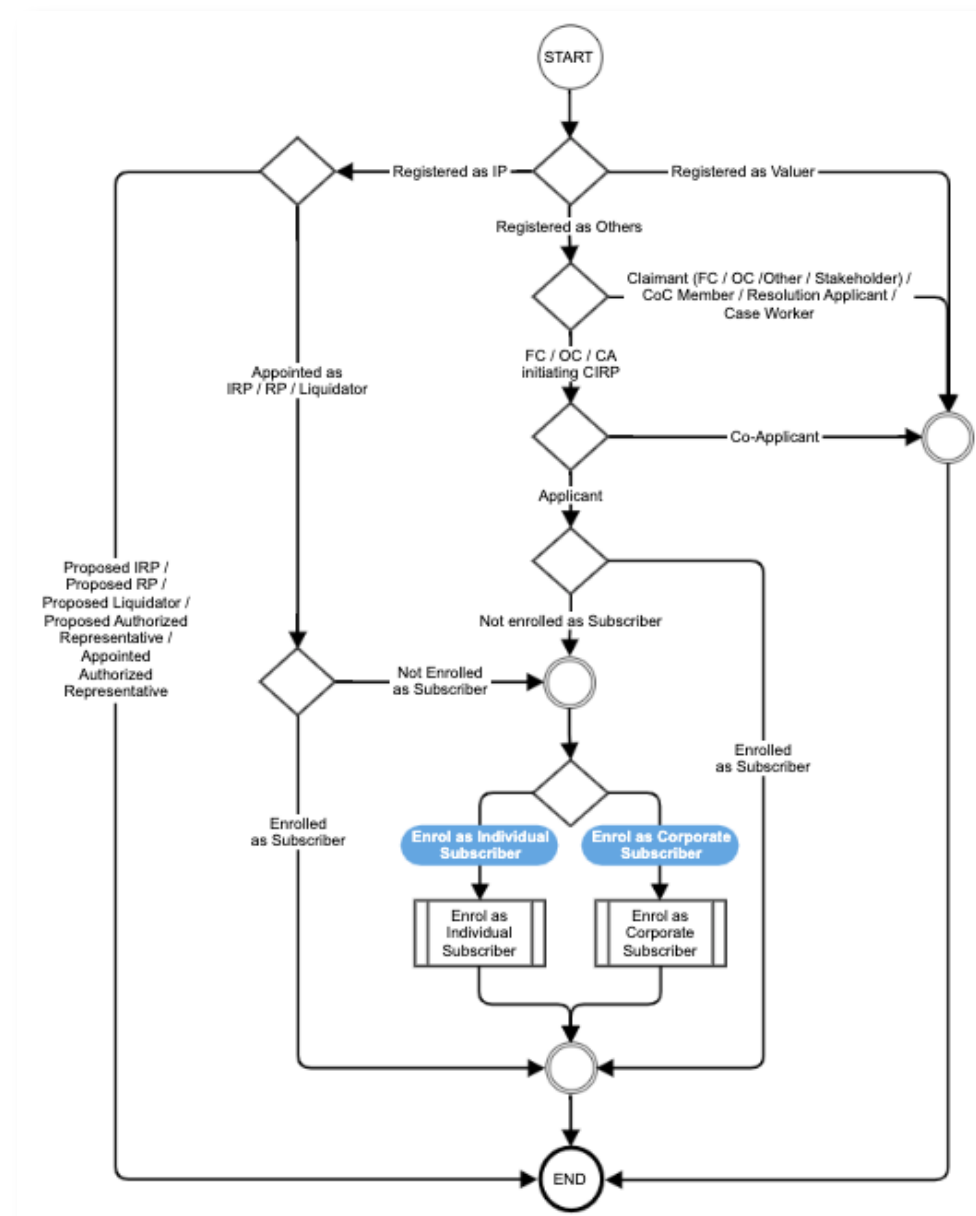 START
Registered as IP
Registered as Valuer
Registered as Others
Claimant (FC / OC /Other / Stakeholder) /
CoC Member / Resolution Applicant /
Case Worker
FC / OC / CA
initiating CIRP
Appointed as
IRP / RP / Liquidator
Co-Applicant
Applicant
Proposed IRP /
Proposed RP /
Proposed Liquidator /
Proposed Authorized
Representative /
Appointed
Authorized
Representative
Not enrolled as Subscriber
Not Enrolled
as Subscriber
Enrolled
as Subscriber
Enrolled
as Subscriber
Enrol as Individual
Subscriber
Enrol as Corporate
Subscriber
Enrol as
Individual
Subscriber
Enrol as
Corporate
Subscriber
END